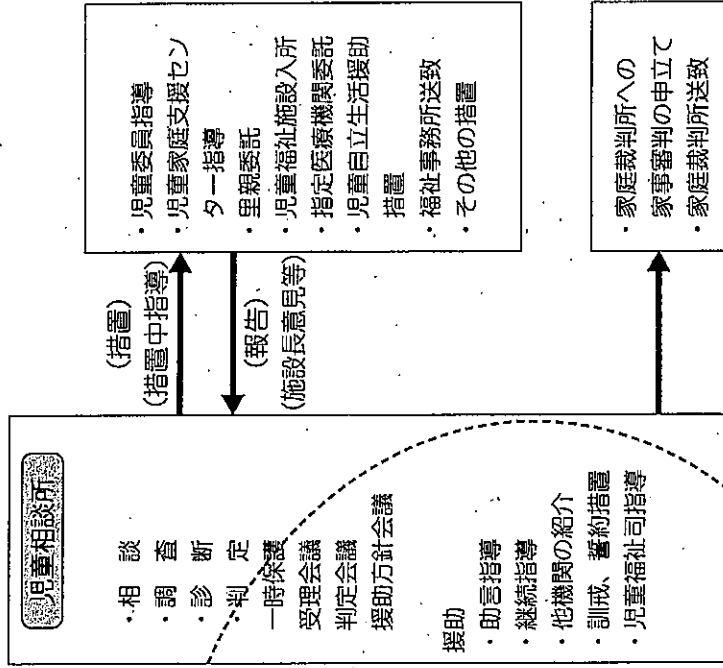 児童相談所
・相　談
・調　査
・診　断
・判　定
一時保護
受理会議
判定会議
援助方針会議
援助
・助言指導
・継続指導
・他機関の紹介
・訓戒、誓約措置
・児童福祉司指導
(措置)
(措置中指導)
(報告)
(施設長意見等)
・児童委員指導
・児童家庭支援セン
ター指導
・里親委託
・児童福祉施設入所
・指定医療機関委託
・児童自立生活援助
措置
・福祉事務所送致
・その他の措置
・家庭裁判所への
家事審判の申立て
・家庭裁判所送致